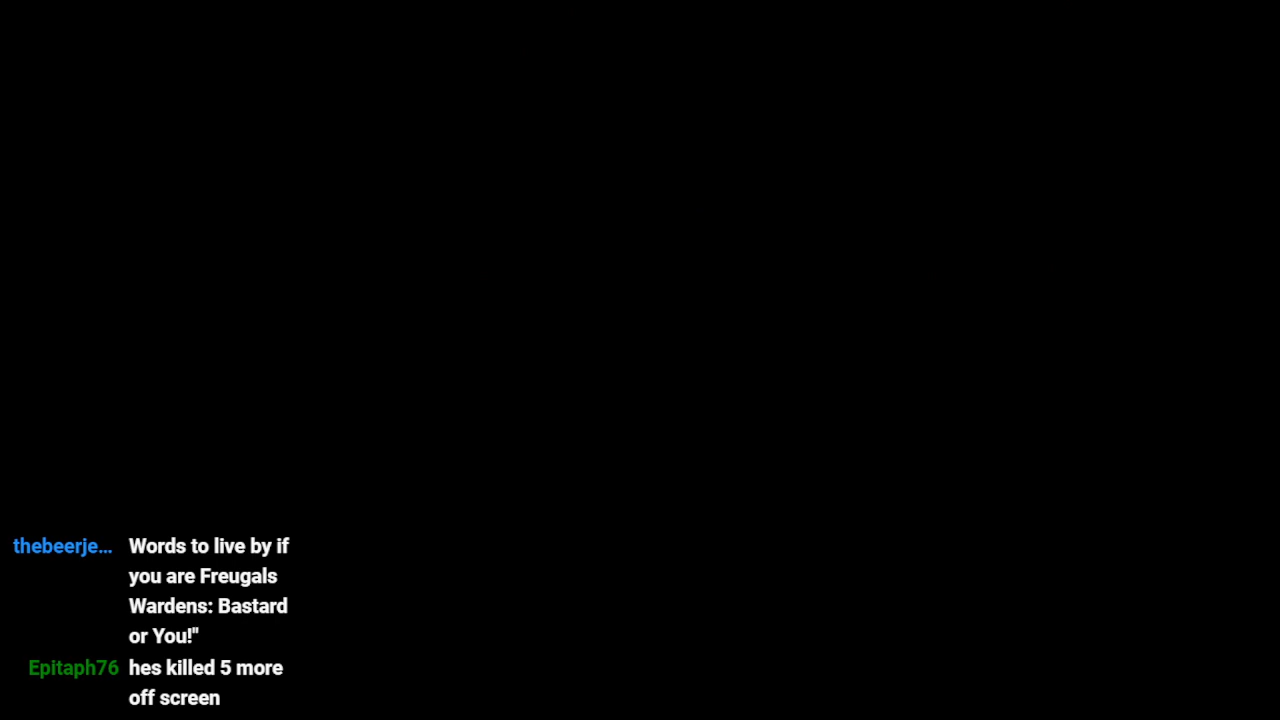 thebeerje… Words to live by if
you are Freugals
Wardens: Bastard
or You!"
Epitaph76 hes killed 5 more
off screen